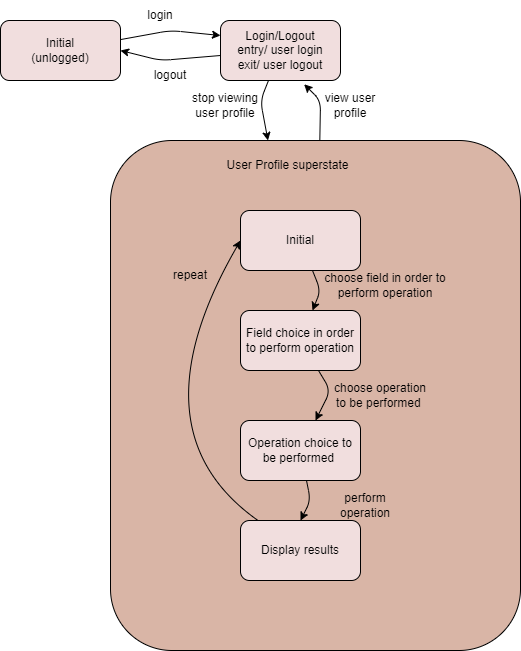 login
Initial
(unlogged)
Login/Logout
entry/ user login
exit/ user logout
logout
stop viewing
user profile
view user
profile
User Profile superstate
Initial
repeat
choose field in order to
perform operation
Field choice in order
to perform operation
choose operation
to be performed
Operation choice to
be performed
perform
operation
Display results